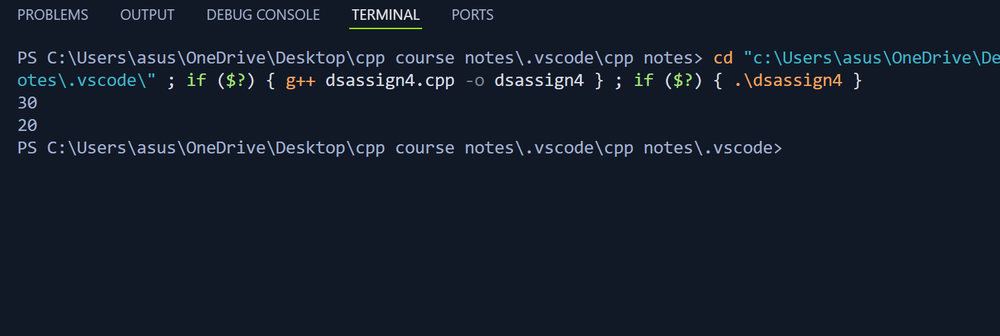 PROBLEMS OUTPUT DEBUG CONSOLE TERMINAL PORTS
PS C:\Users\asus\OneDrive\Desktop\cpp course notes\.vscode\cpp notes> cd "c:\Users\asus\OneDrive\De
otes\.vscode\" ; if ($?) { g++ dsassign4.cpp -o dsassign4 } ; if ($?) { .\dsassign4 }
30
20
PS C:\Users\asus\OneDrive\Desktop\cpp course notes\.vscode\cpp notes\.vscode>